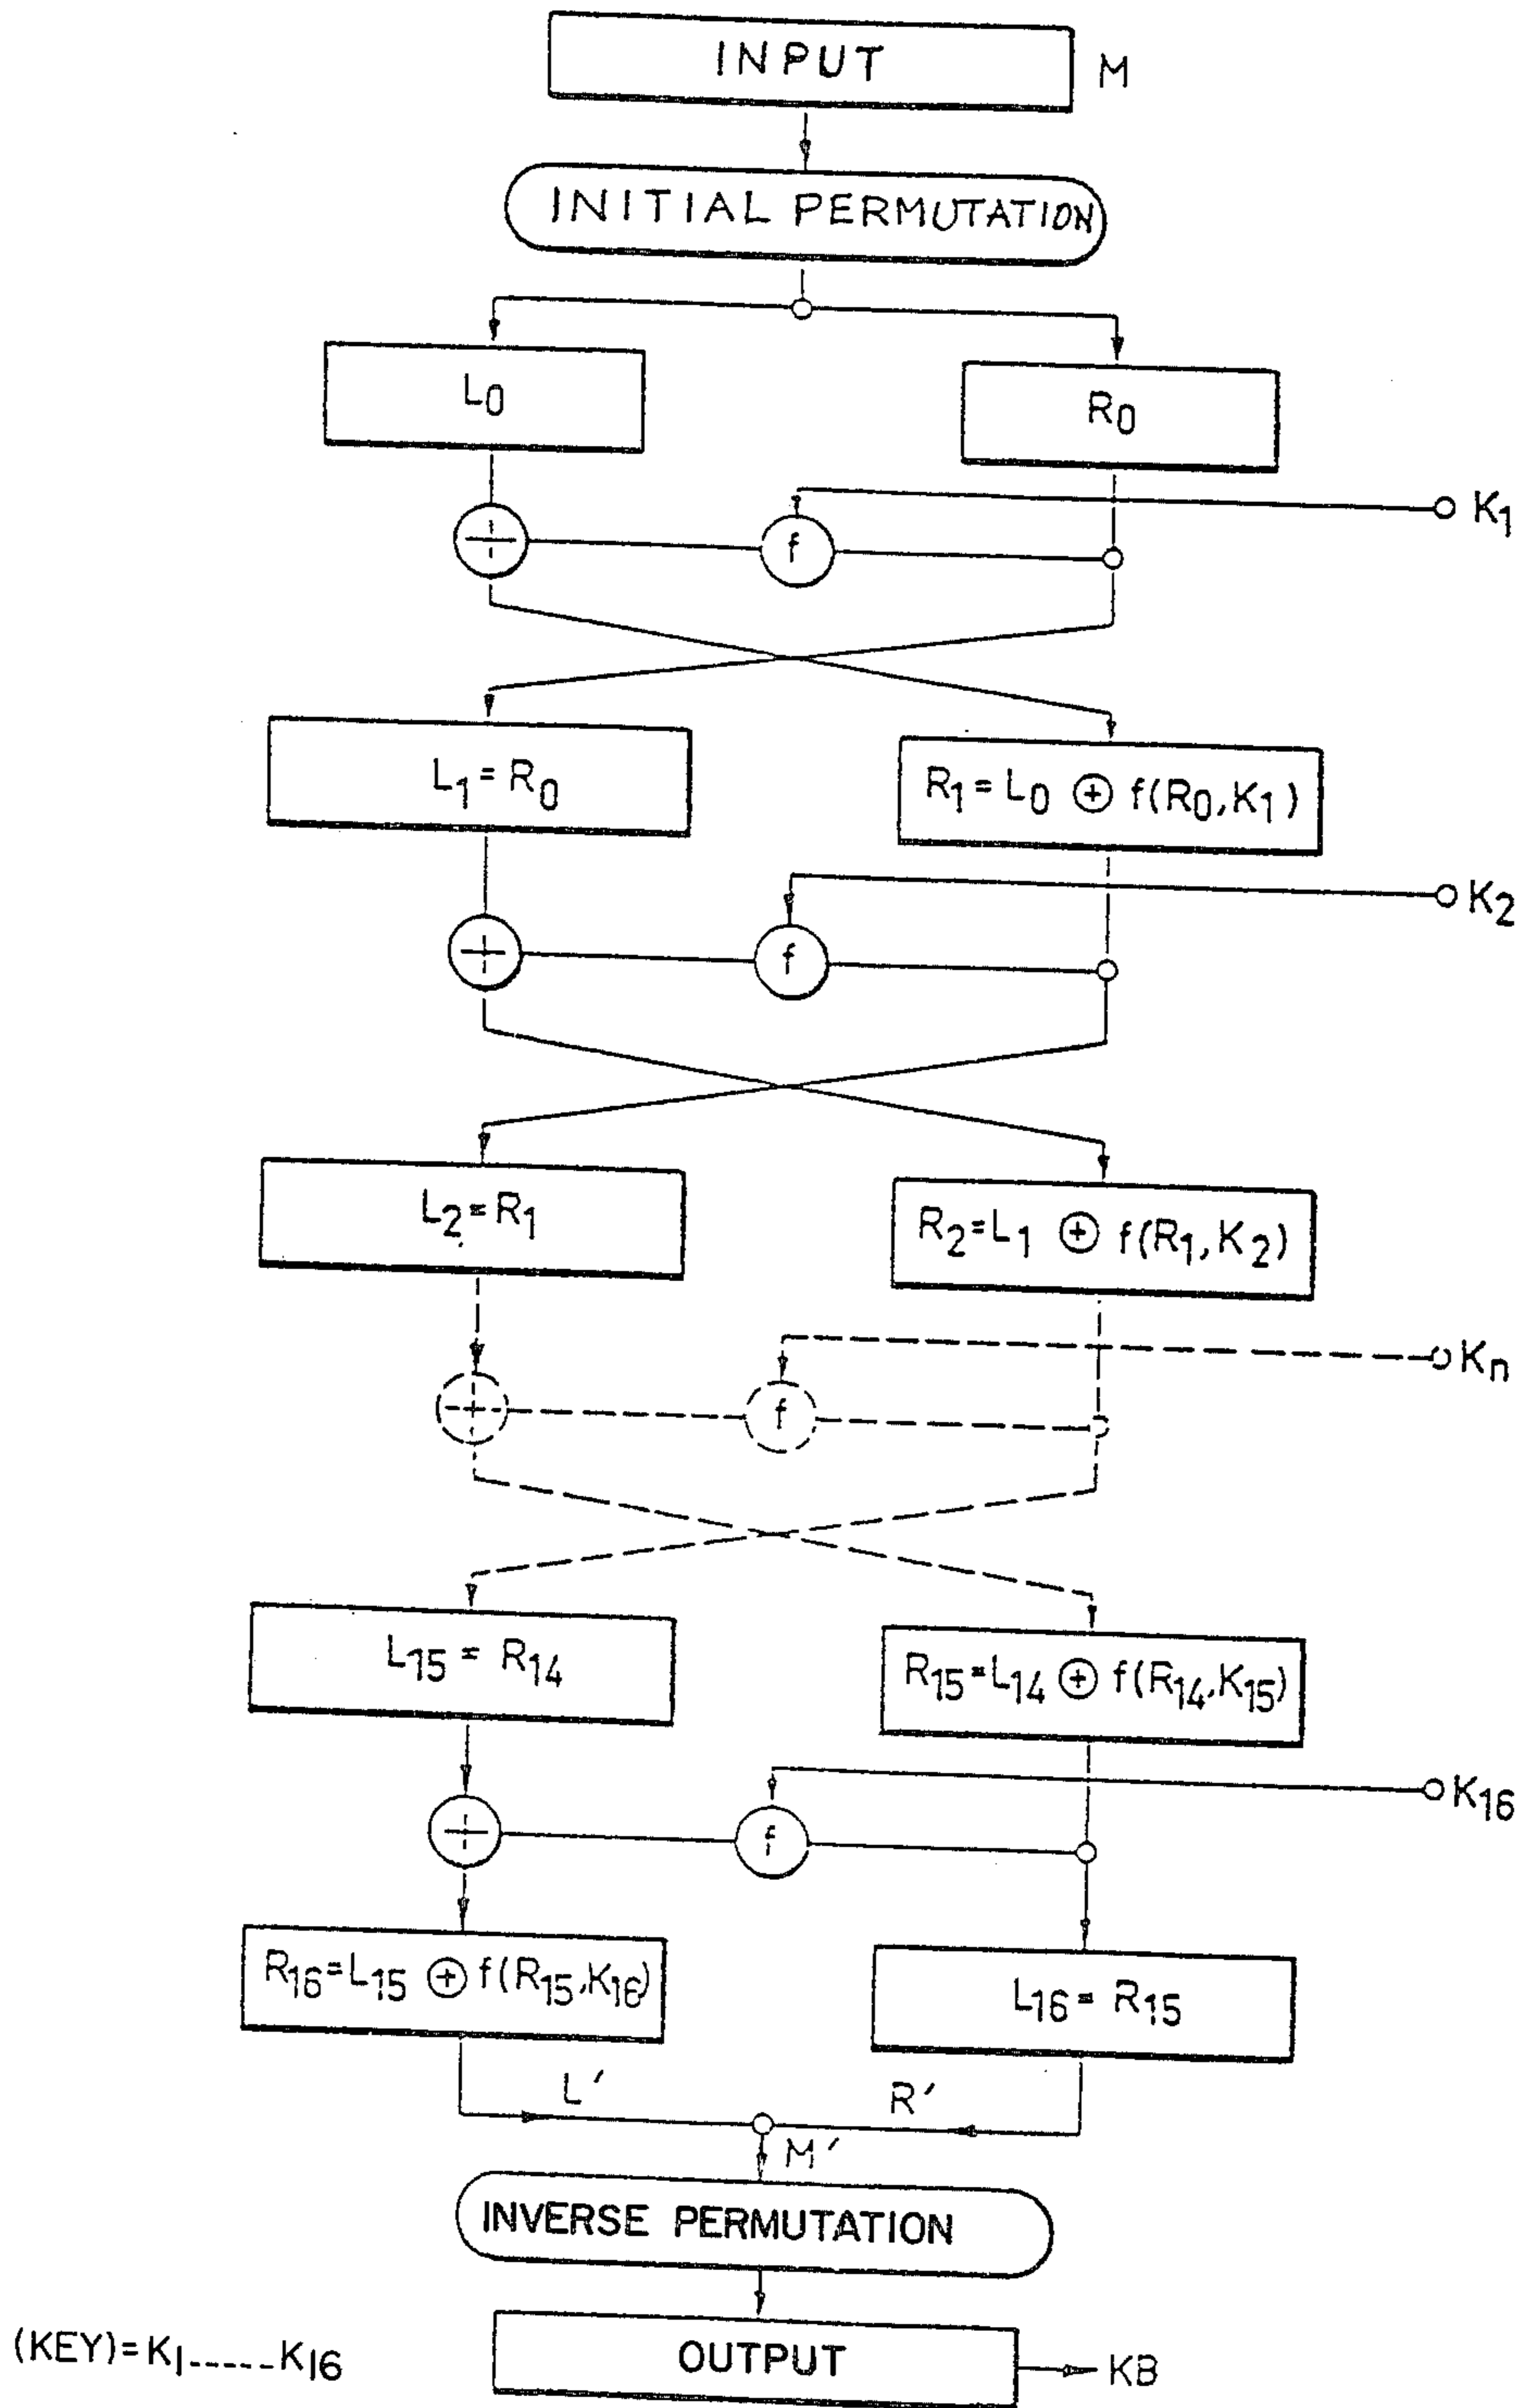 INPUT M
INITIAL PERMUTATION
L0
R0
K1
+ f
L1 = R0
R1 = L0 ⊕ f(R0, K1)
K2
+ f
L2 = R1
R2 = L1 ⊕ f(R1, K2)
Kn
+ f
L15 = R14
R15 = L14 ⊕ f(R14, K15)
K16
+ f
R16 = L15 ⊕ f(R15, K16)
L16 = R15
L′ R′
M′
INVERSE PERMUTATION
OUTPUT KB
(KEY) = K1-----K16